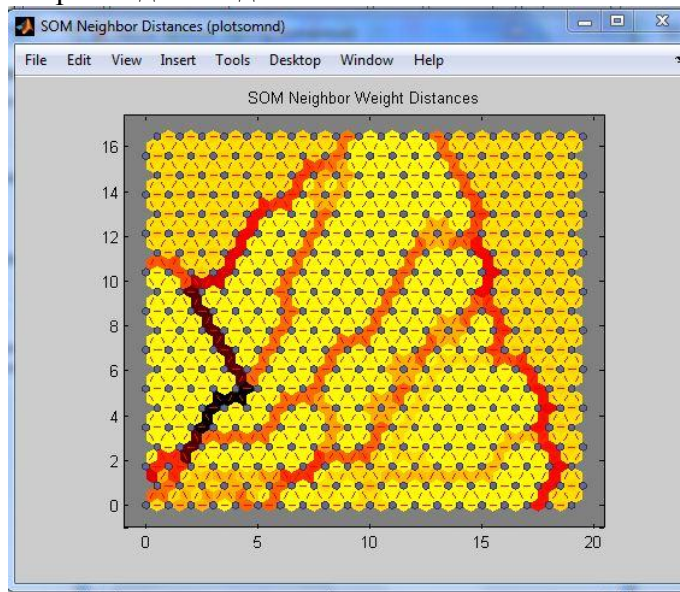 SOM Neighbor Distances (plotsomnd)
File Edit View Insert Tools Desktop Window Help
SOM Neighbor Weight Distances
16
14
12
10
8
6
4
2
0
0 5 10 15 20